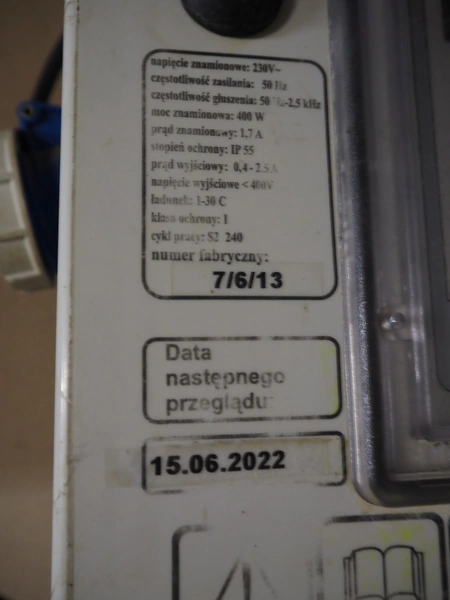 napięcie znamionowe: 230V~
częstotliwość zasilania: 50 Hz
częstotliwość głuszenia: 50 Hz-2,5 kHz
moc znamionowa: 400 W
prąd znamionowy: 1,7 A
stopień ochrony: IP 55
prąd wyjściowy: 0,4 - 2.5 A
napięcie wyjściowe < 400V
ładunek: 1-30 C
klasa ochrony: I
cykl pracy: S2 240
numer fabryczny:
7/6/13
Data
następnego
przeglądu:
15.06.2022